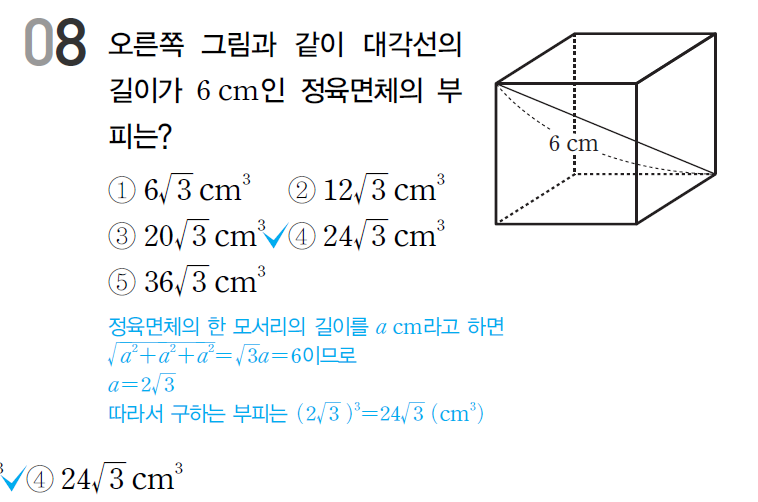 08 오른쪽 그림과 같이 대각선의
길이가 6 cm인 정육면체의 부
피는?
6 cm
① 6√3 cm³ ② 12√3 cm³
③ 20√3 cm³ ④ 24√3 cm³
⑤ 36√3 cm³
정육면체의 한 모서리의 길이를 a cm라고 하면
√(a²+a²+a²)=√3a=6이므로
a=2√3
따라서 구하는 부피는 (2√3)³=24√3 (cm³)
3 ④ 24√3 cm³